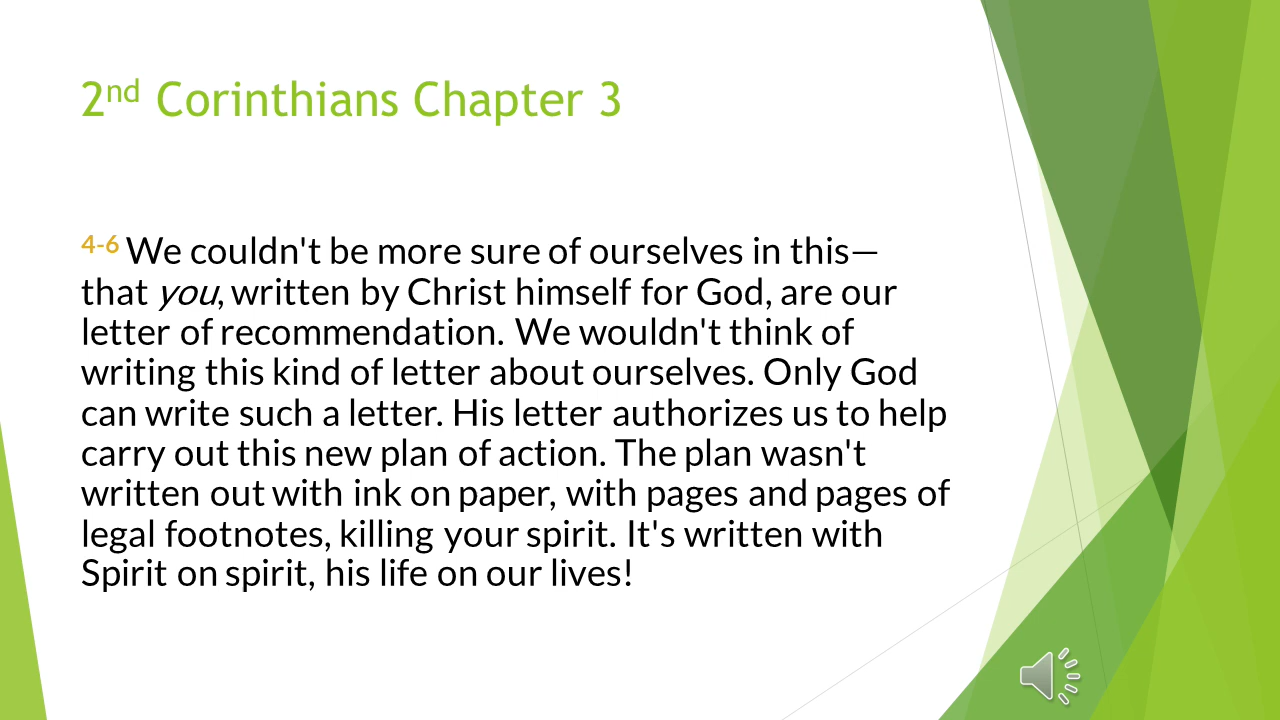 2nd Corinthians Chapter 3
4-6 We couldn't be more sure of ourselves in this—
that you, written by Christ himself for God, are our
letter of recommendation. We wouldn't think of
writing this kind of letter about ourselves. Only God
can write such a letter. His letter authorizes us to help
carry out this new plan of action. The plan wasn't
written out with ink on paper, with pages and pages of
legal footnotes, killing your spirit. It's written with
Spirit on spirit, his life on our lives!